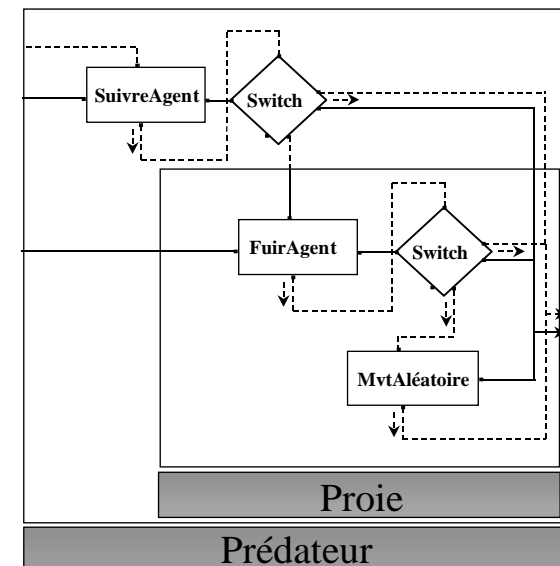 SuivreAgent
Switch
FuirAgent
Switch
MvtAléatoire
Proie
Prédateur